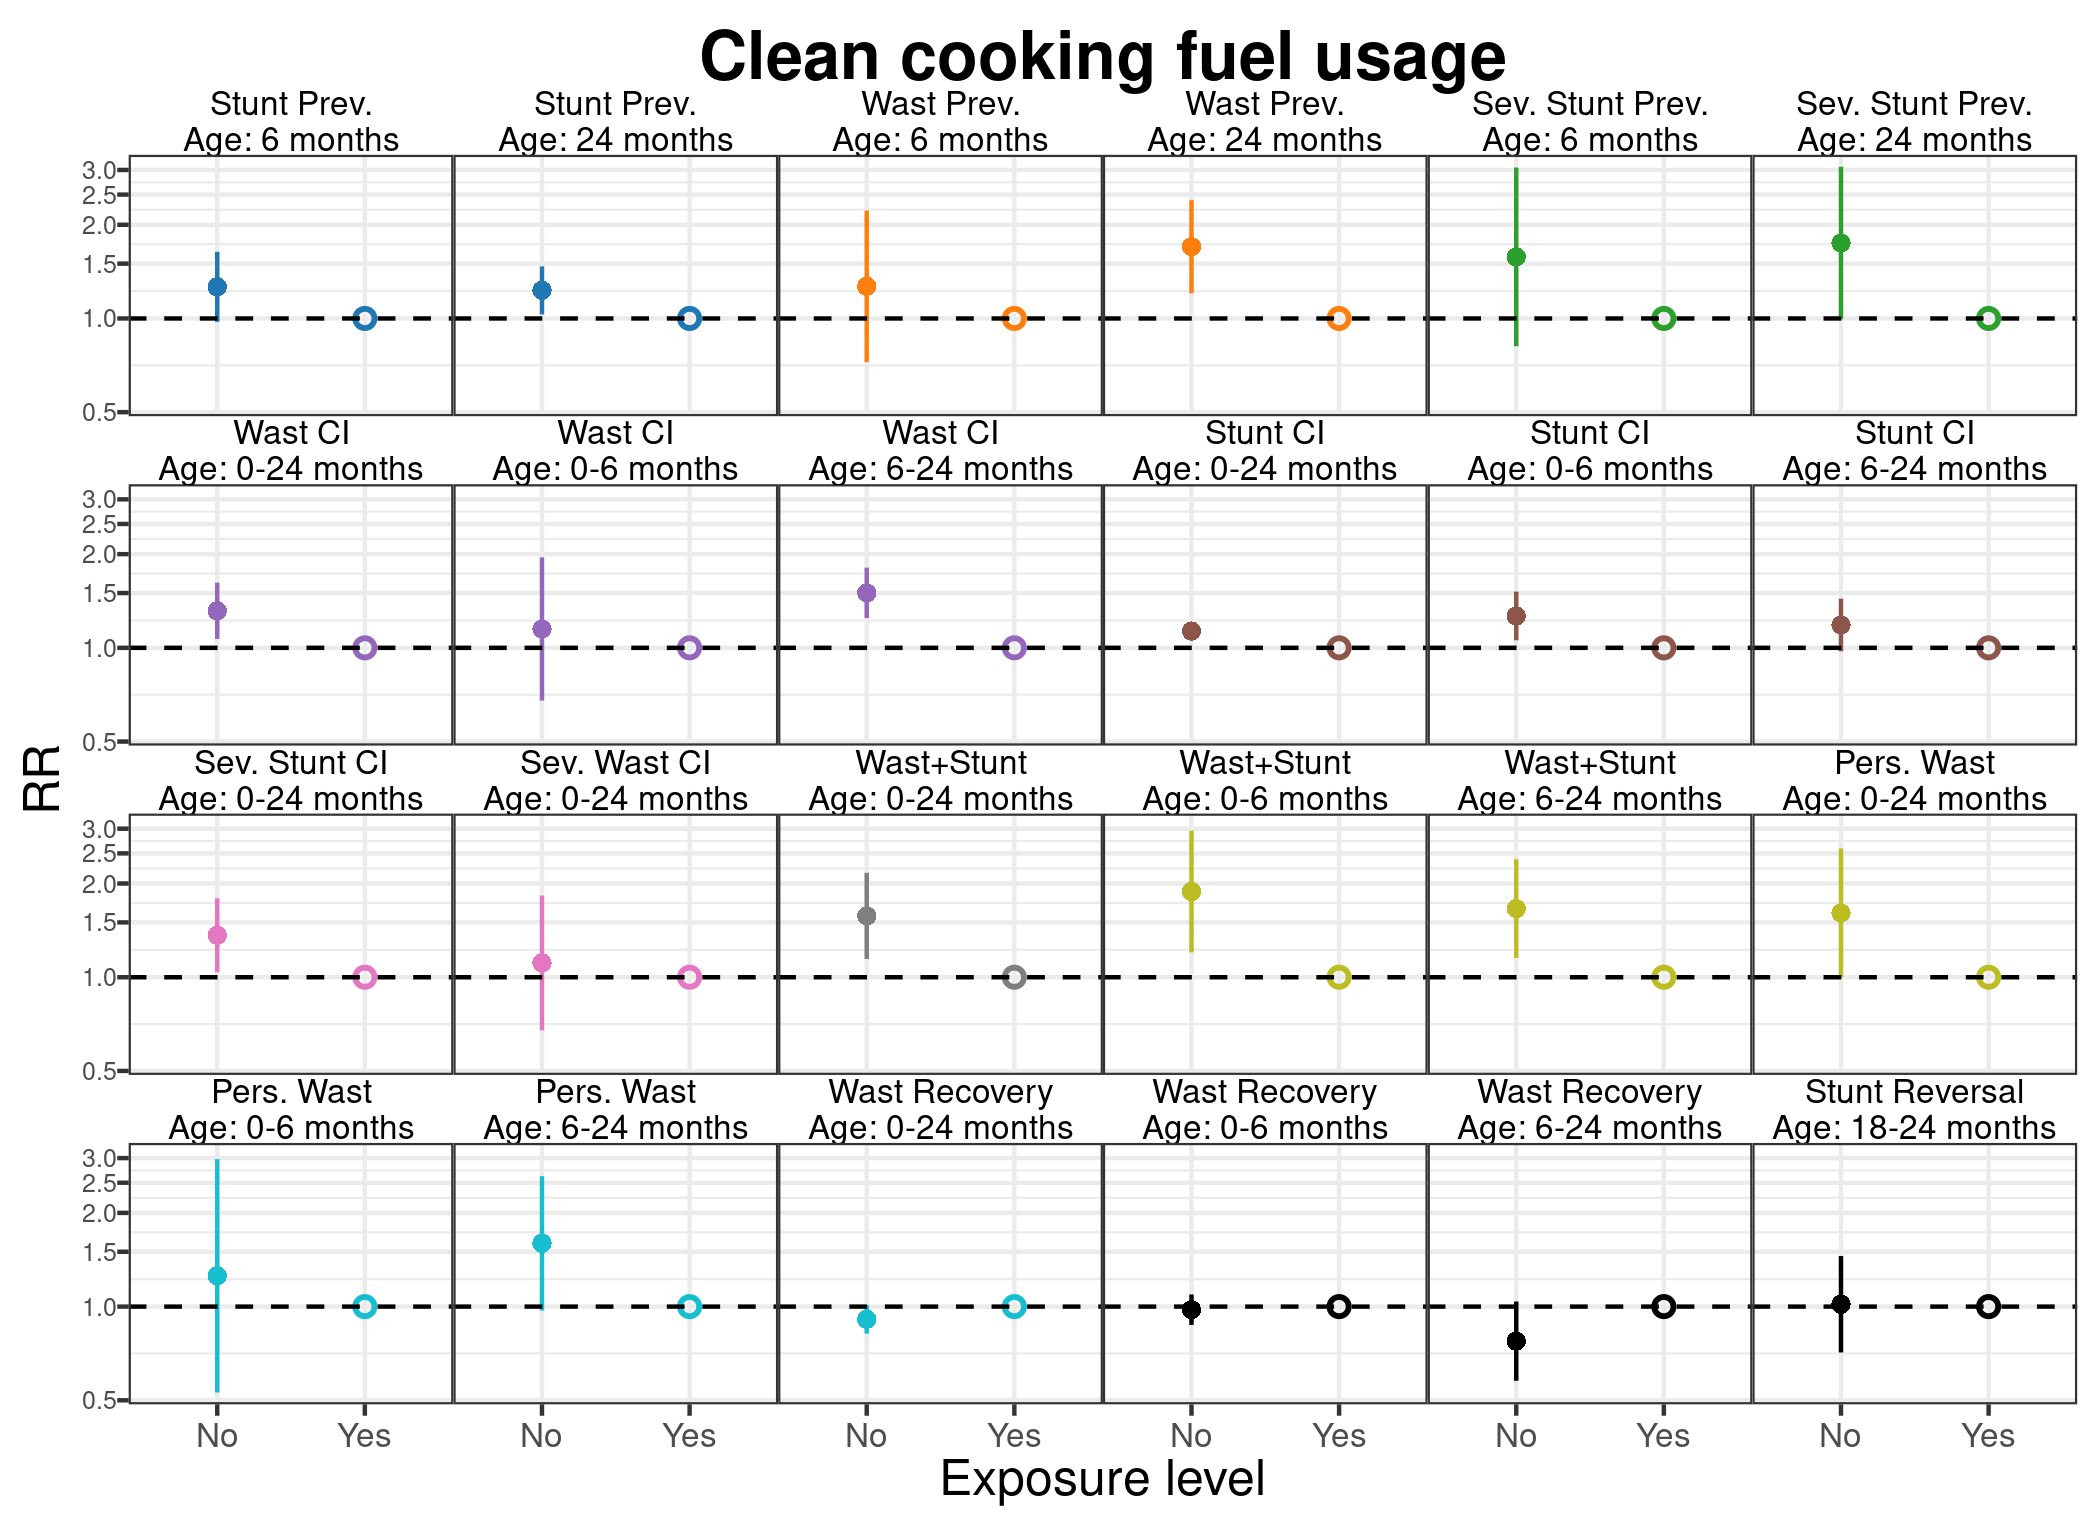 Clean cooking fuel usage
Stunt Prev. Stunt Prev. Wast Prev. Wast Prev. Sev. Stunt Prev. Sev. Stunt Prev.
Age: 6 months Age: 24 months Age: 6 months Age: 24 months Age: 6 months Age: 24 months
3.0
2.5
2.0
1.5
1.0
0.5
Wast CI Wast CI Wast CI Stunt CI Stunt CI Stunt CI
Age: 0-24 months Age: 0-6 months Age: 6-24 months Age: 0-24 months Age: 0-6 months Age: 6-24 months
3.0
2.5
2.0
1.5
1.0
0.5
RR
Sev. Stunt CI Sev. Wast CI Wast+Stunt Wast+Stunt Wast+Stunt Pers. Wast
Age: 0-24 months Age: 0-24 months Age: 0-24 months Age: 0-6 months Age: 6-24 months Age: 0-24 months
3.0
2.5
2.0
1.5
1.0
0.5
Pers. Wast Pers. Wast Wast Recovery Wast Recovery Wast Recovery Stunt Reversal
Age: 0-6 months Age: 6-24 months Age: 0-24 months Age: 0-6 months Age: 6-24 months Age: 18-24 months
3.0
2.5
2.0
1.5
1.0
0.5
No Yes No Yes No Yes No Yes No Yes No Yes
Exposure level